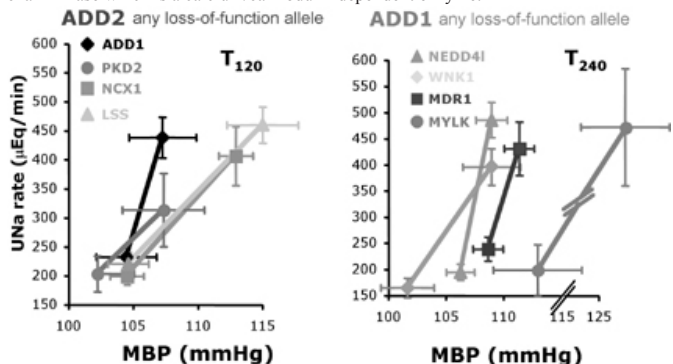 ADD2 any loss-of-function allele
ADD1 any loss-of-function allele
ADD1
PKD2
NCX1
LSS
T120
NEDD4l
WNK1
MDR1
MYLK
T240
UNa rate (µEq/min)
600
550
500
450
400
350
300
250
200
150
100 105 110 115
MBP (mmHg)
600
550
500
450
400
350
300
250
200
150
100 105 110 115 125
MBP (mmHg)